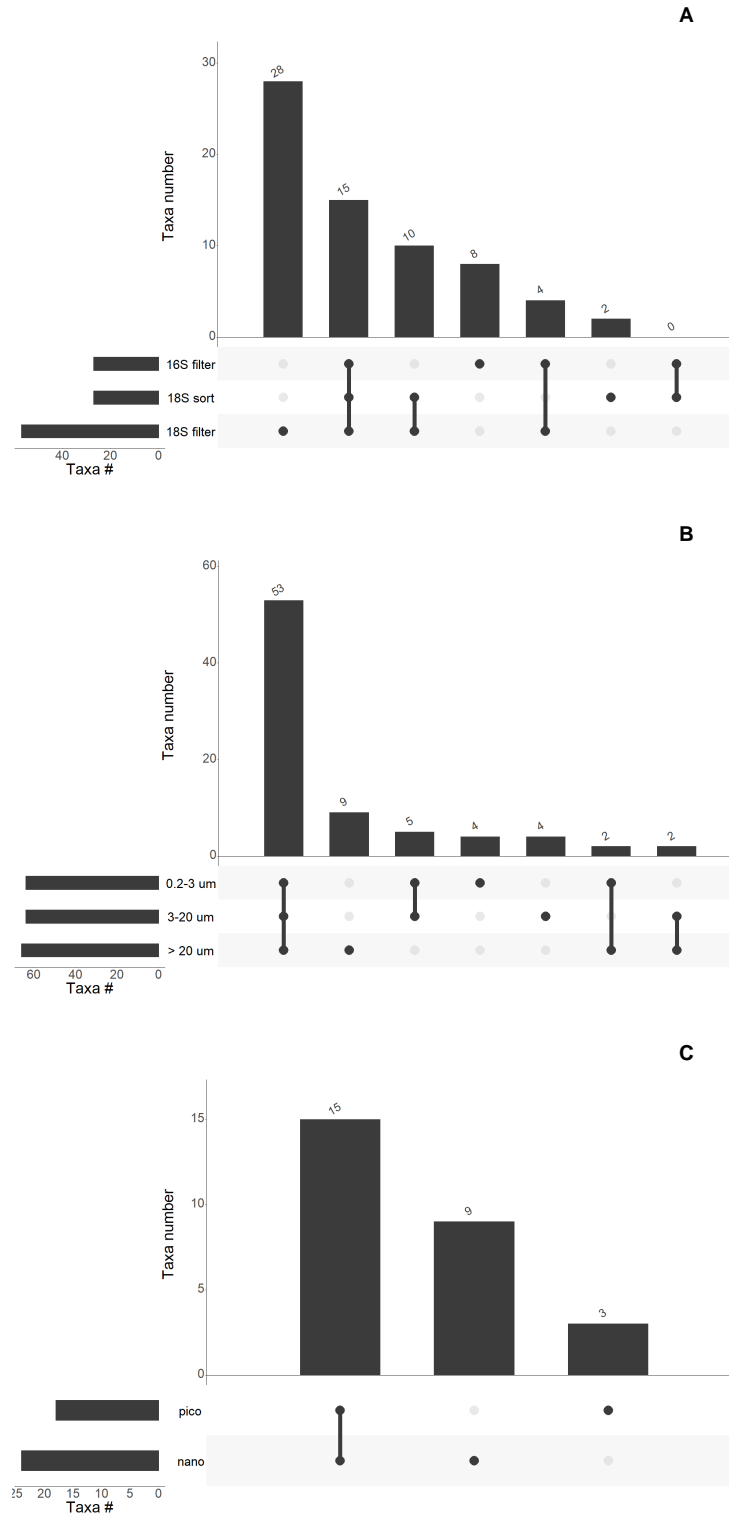 A
Taxa number
30
20
10
0
28
15
10
8
4
2
0
16S filter
18S sort
18S filter
40 20 0
Taxa #
B
Taxa number
60
40
20
0
53
9
5
4
4
2
2
0.2-3 um
3-20 um
> 20 um
60 40 20 0
Taxa #
C
Taxa number
15
10
5
0
15
9
3
pico
nano
25 20 15 10 5 0
Taxa #